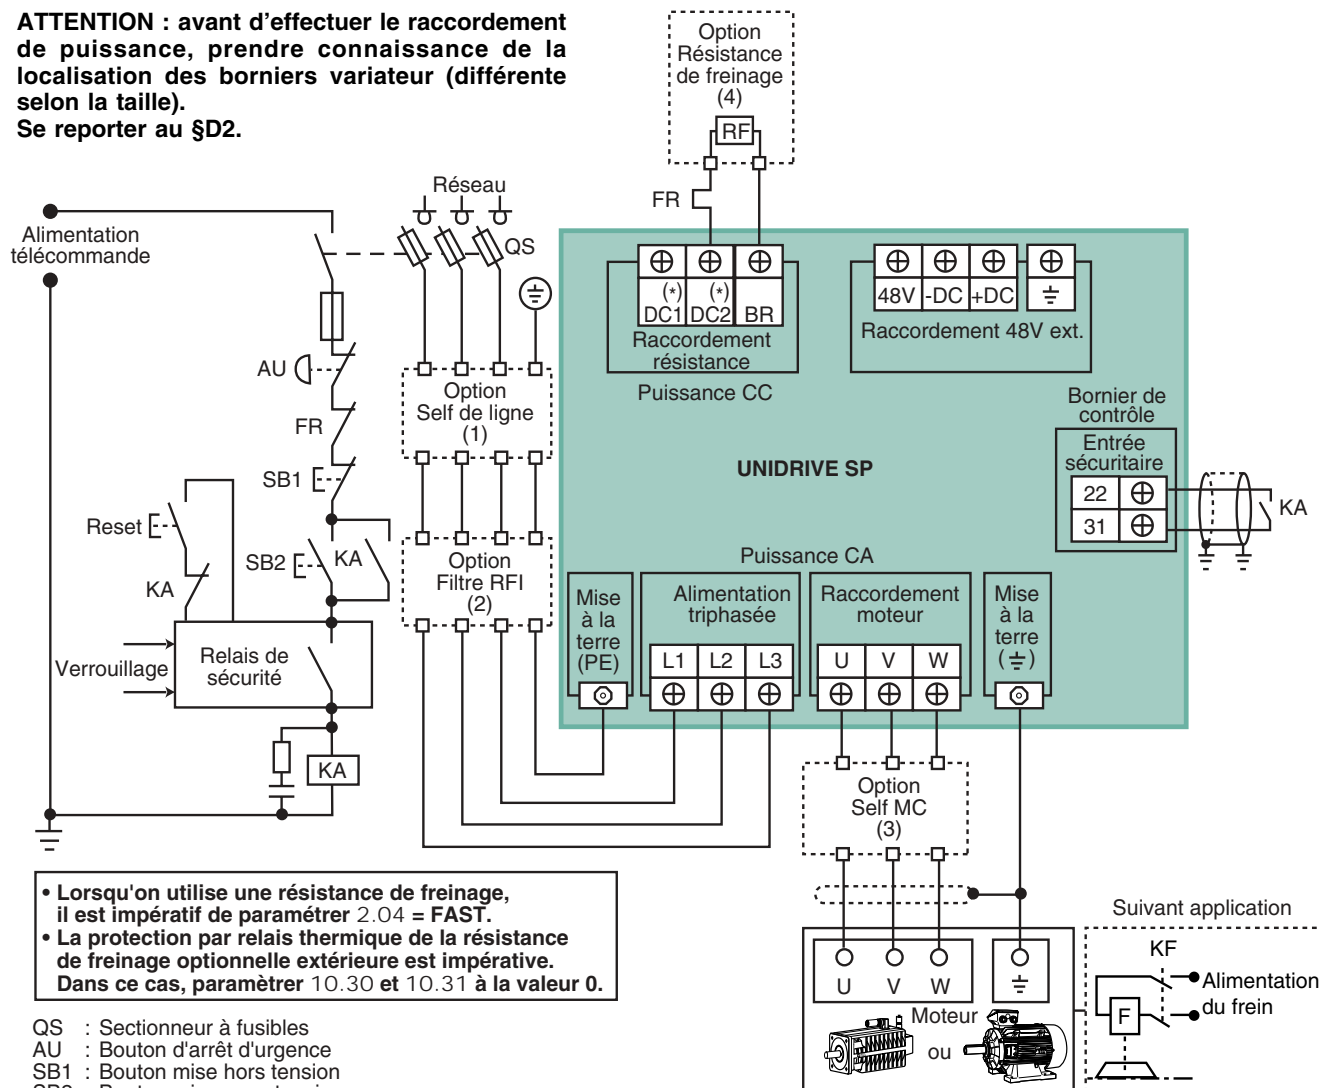 ATTENTION : avant d'effectuer le raccordement
de puissance, prendre connaissance de la
localisation des borniers variateur (différente
selon la taille).
Se reporter au §D2.
Option
Résistance
de freinage
(4)
RF
FR
Réseau
QS
Alimentation
télécommande
AU
FR
SB1
Reset
SB2
KA
KA
Verrouillage
Relais de
sécurité
KA
Option
Self de ligne
(1)
Option
Filtre RFI
(2)
(*)
(*)
DC1
DC2
BR
Raccordement
résistance
Puissance CC
48V
-DC
+DC
Raccordement 48V ext.
Bornier de
contrôle
Entrée
sécuritaire
22
31
KA
UNIDRIVE SP
Puissance CA
Mise
à la
terre
(PE)
Alimentation
triphasée
L1
L2
L3
Raccordement
moteur
U
V
W
Mise
à la
terre
( )
Option
Self MC
(3)
• Lorsqu'on utilise une résistance de freinage,
il est impératif de paramétrer 2.04 = FAST.
• La protection par relais thermique de la résistance
de freinage optionnelle extérieure est impérative.
Dans ce cas, paramètrer 10.30 et 10.31 à la valeur 0.
U
V
W
Moteur
ou
Suivant application
KF
F
Alimentation
du frein
QS : Sectionneur à fusibles
AU : Bouton d'arrêt d'urgence
SB1 : Bouton mise hors tension